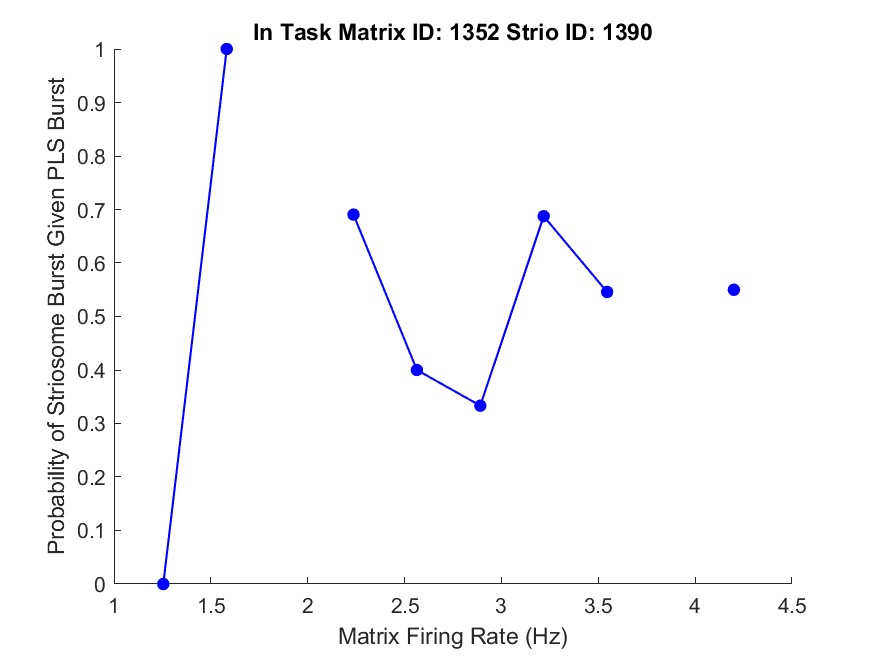 In Task Matrix ID: 1352 Strio ID: 1390
Probability of Striosome Burst Given PLS Burst
1
0.9
0.8
0.7
0.6
0.5
0.4
0.3
0.2
0.1
0
1 1.5 2 2.5 3 3.5 4 4.5
Matrix Firing Rate (Hz)